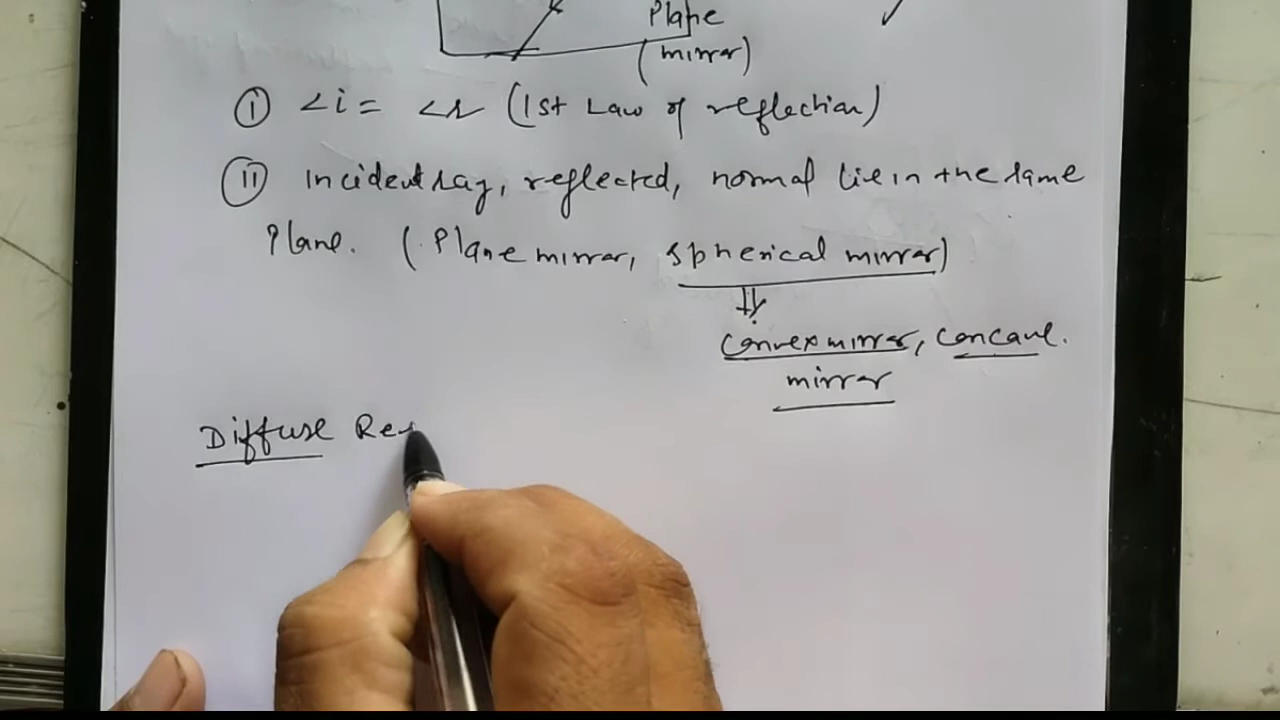 Plane
(mirror)
(i) <i = <r (1st Law of reflection)
(ii) incident ray, reflected, normal lie in the same
Plane. (Plane mirror, spherical mirror)
⇓
convex mirror, concave.
mirror
Diffuse Ref